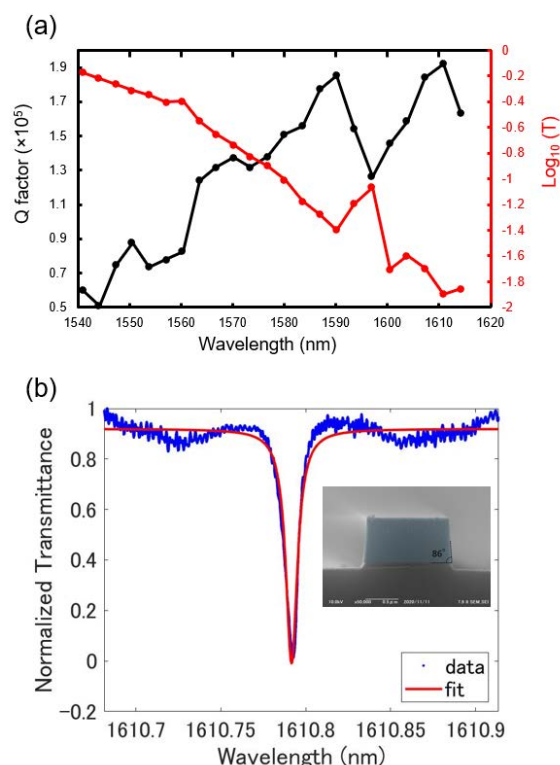 (a)
1.9
1.7
1.5
1.3
1.1
0.9
0.7
0.5
Q factor (×10⁵)
0
-0.2
-0.4
-0.6
-0.8
-1
-1.2
-1.4
-1.6
-1.8
-2
Log₁₀ (T)
1540 1550 1560 1570 1580 1590 1600 1610 1620
Wavelength (nm)
(b)
1
0.8
0.6
0.4
0.2
0
-0.2
Normalized Transmittance
86°
data
fit
1610.7 1610.75 1610.8 1610.85 1610.9
Wavelength (nm)